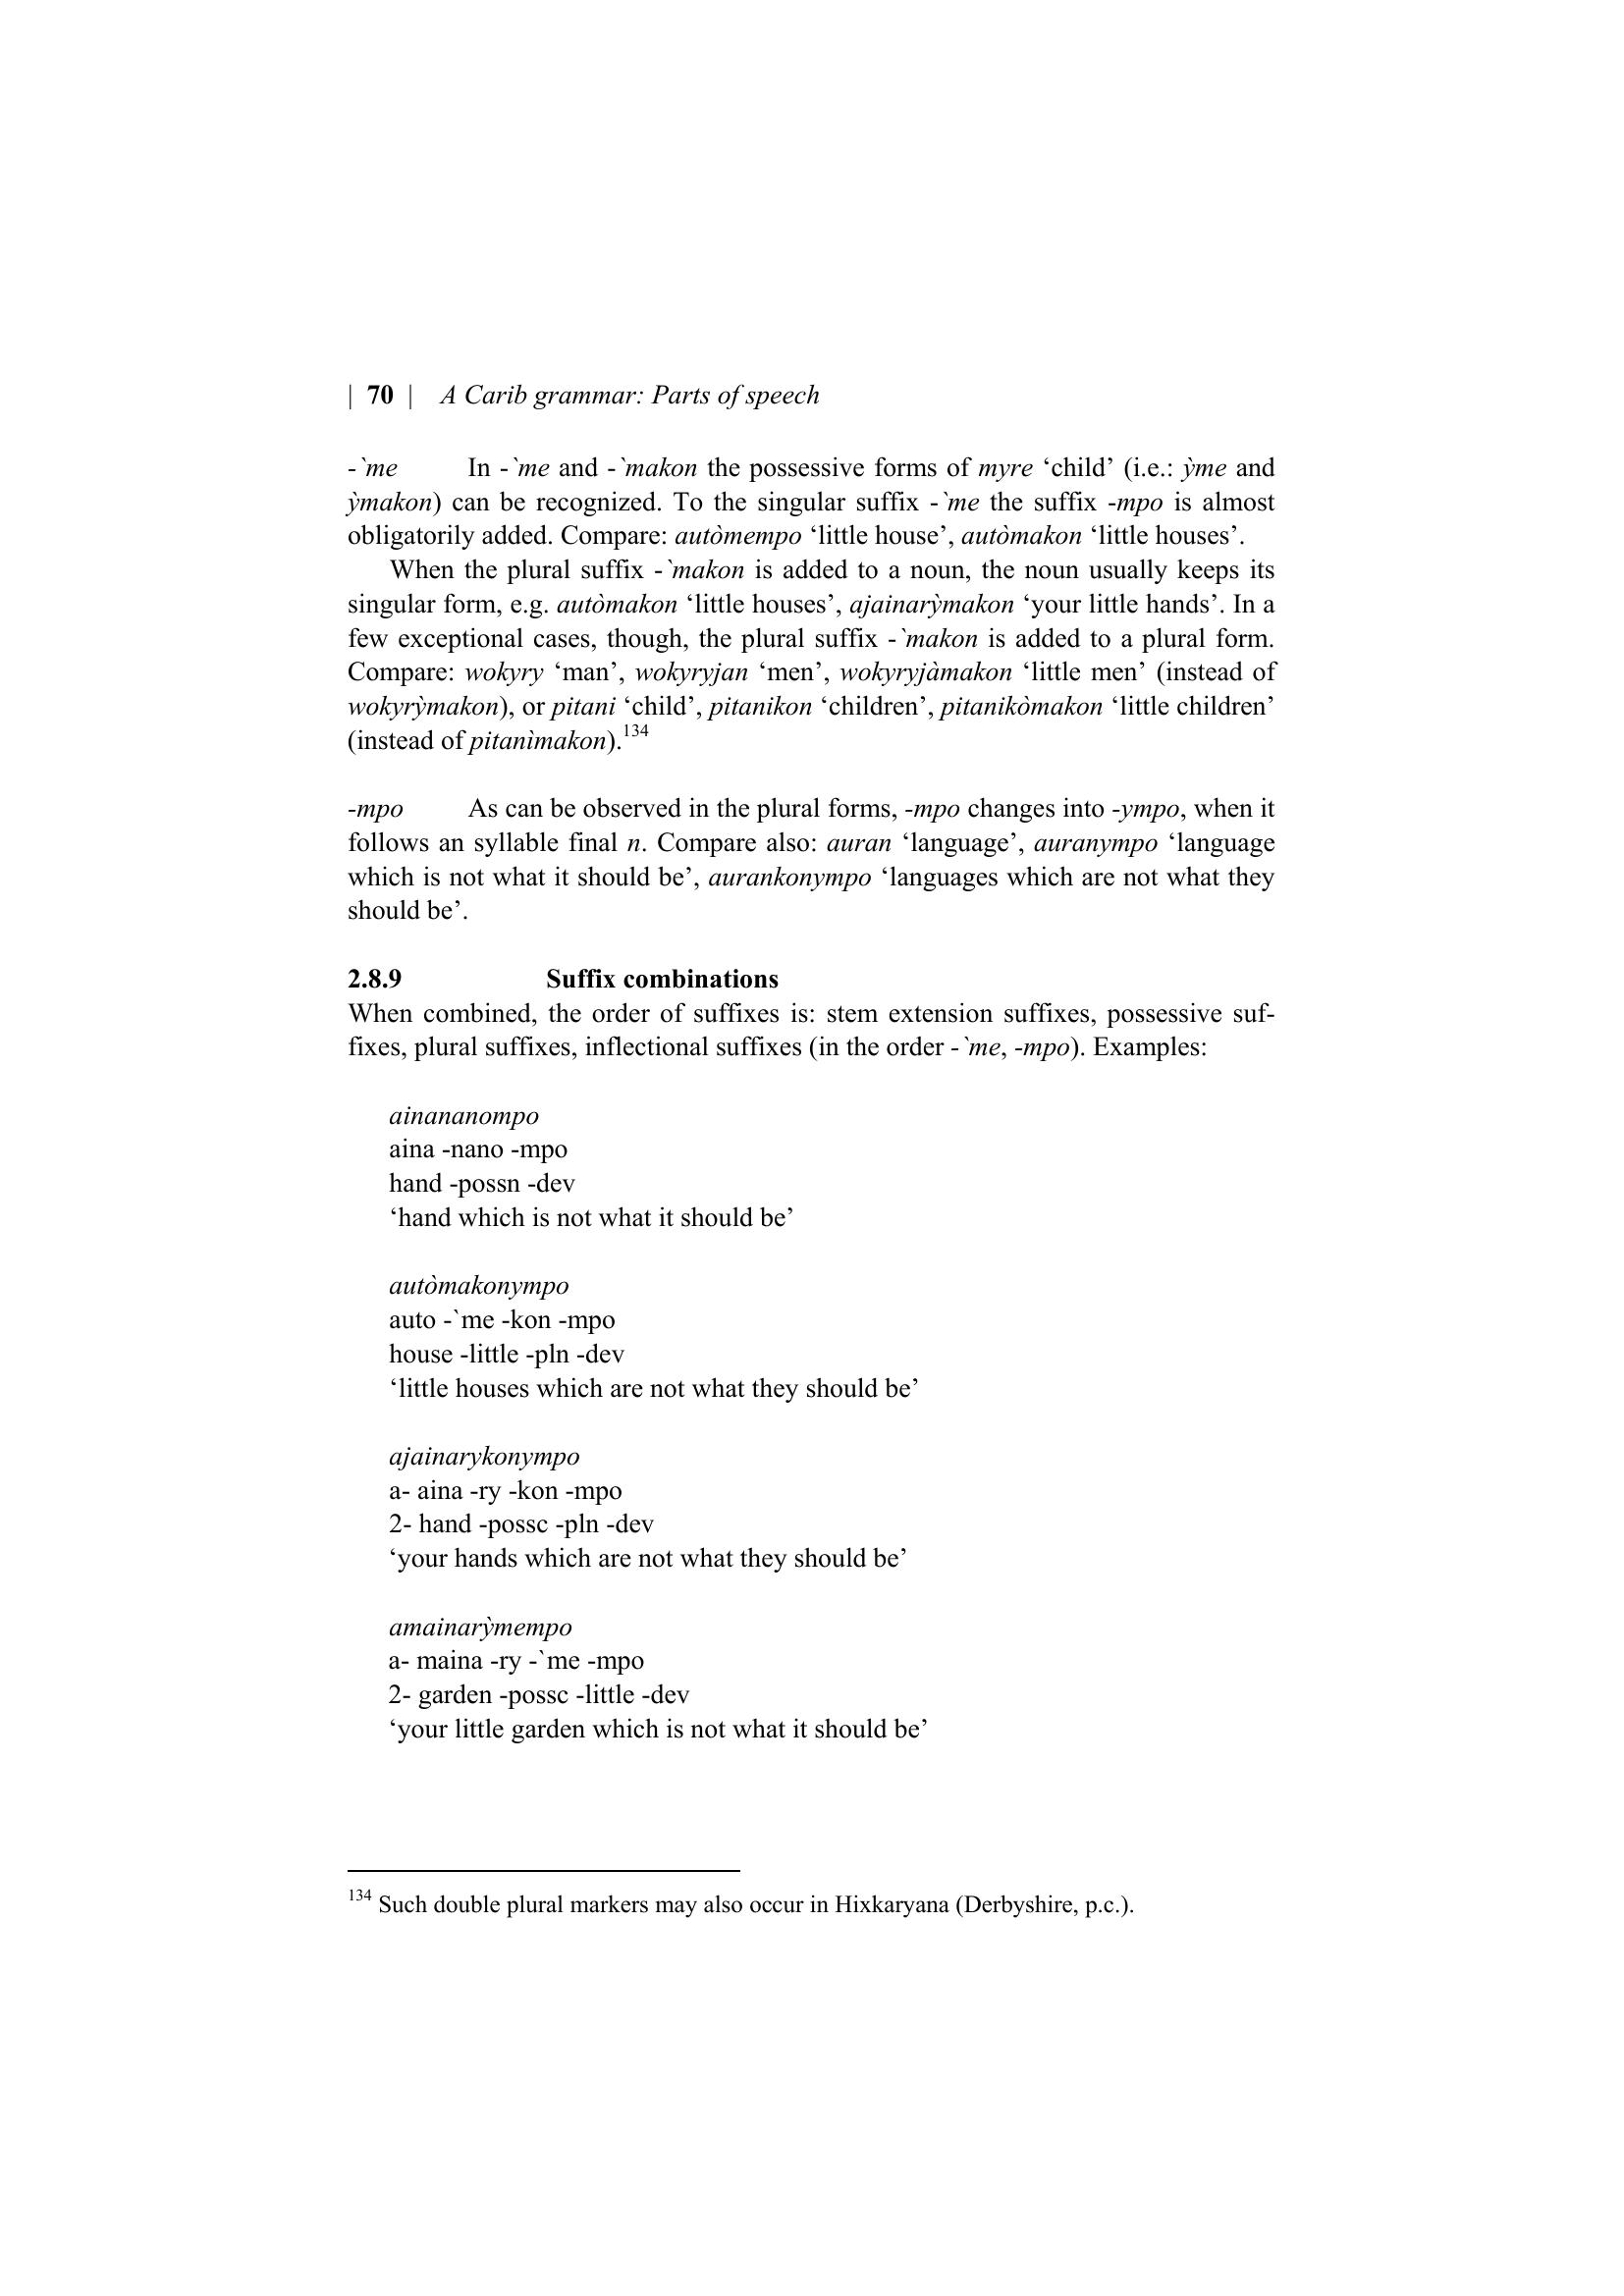 | 70 | A Carib grammar: Parts of speech
-`me In -`me and -`makon the possessive forms of myre ‘child’ (i.e.: ỳme and
ỳmakon) can be recognized. To the singular suffix -`me the suffix -mpo is almost
obligatorily added. Compare: autòmempo ‘little house’, autòmakon ‘little houses’.
When the plural suffix -`makon is added to a noun, the noun usually keeps its
singular form, e.g. autòmakon ‘little houses’, ajainarỳmakon ‘your little hands’. In a
few exceptional cases, though, the plural suffix -`makon is added to a plural form.
Compare: wokyry ‘man’, wokyryjan ‘men’, wokyryjàmakon ‘little men’ (instead of
wokyrỳmakon), or pitani ‘child’, pitanikon ‘children’, pitanikòmakon ‘little children’
(instead of pitanìmakon).134
-mpo As can be observed in the plural forms, -mpo changes into -ympo, when it
follows an syllable final n. Compare also: auran ‘language’, auranympo ‘language
which is not what it should be’, aurankonympo ‘languages which are not what they
should be’.
2.8.9 Suffix combinations
When combined, the order of suffixes is: stem extension suffixes, possessive suf-
fixes, plural suffixes, inflectional suffixes (in the order -`me, -mpo). Examples:
ainananompo
aina -nano -mpo
hand -possn -dev
‘hand which is not what it should be’
autòmakonympo
auto -`me -kon -mpo
house -little -pln -dev
‘little houses which are not what they should be’
ajainarykonympo
a- aina -ry -kon -mpo
2- hand -possc -pln -dev
‘your hands which are not what they should be’
amainarỳmempo
a- maina -ry -`me -mpo
2- garden -possc -little -dev
‘your little garden which is not what it should be’
134 Such double plural markers may also occur in Hixkaryana (Derbyshire, p.c.).